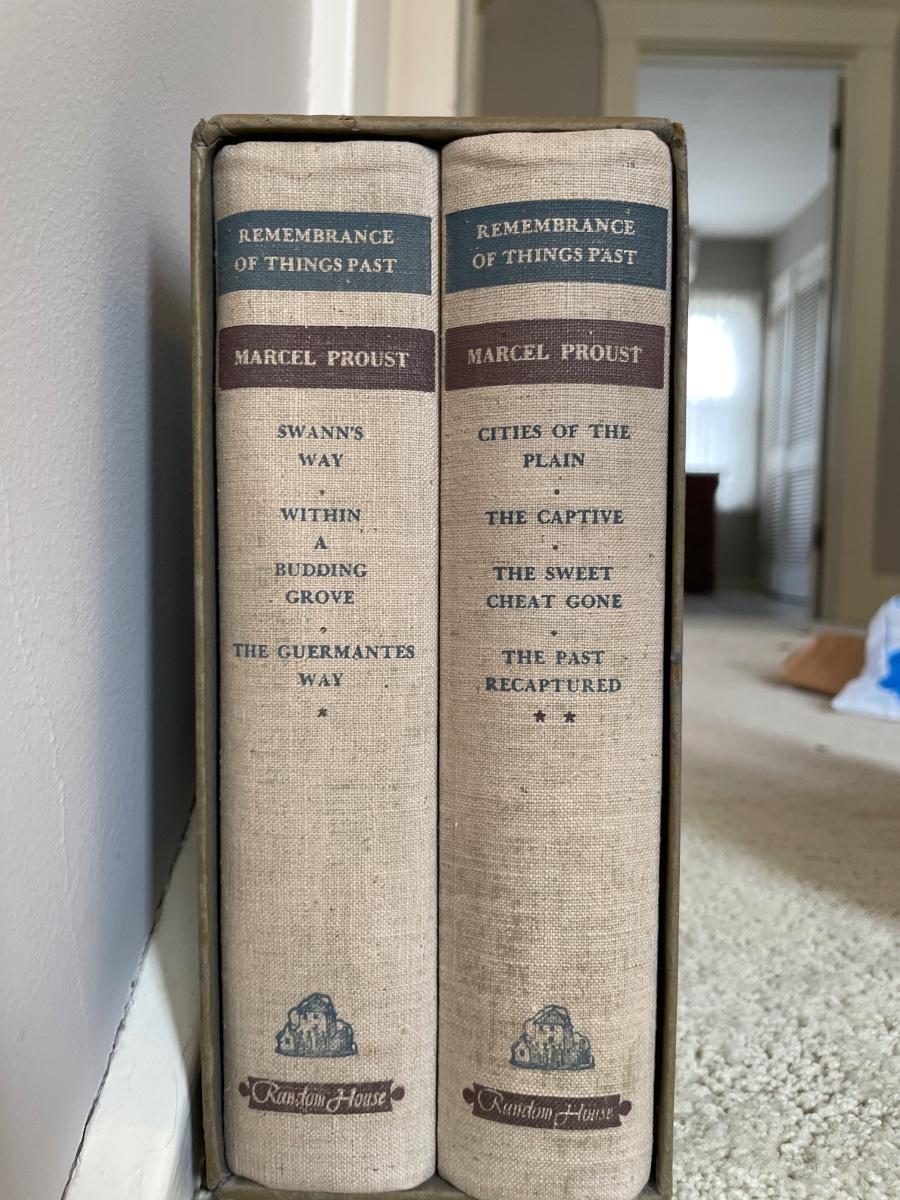 REMEMBRANCE
OF THINGS PAST
MARCEL PROUST
SWANN'S
WAY
WITHIN
A
BUDDING
GROVE
THE GUERMANTES
WAY
*
Random House
REMEMBRANCE
OF THINGS PAST
MARCEL PROUST
CITIES OF THE
PLAIN
THE CAPTIVE
THE SWEET
CHEAT GONE
THE PAST
RECAPTURED
* *
Random House